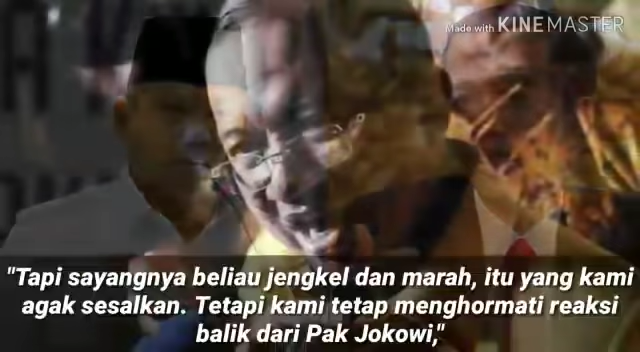 Made with KINEMASTER
"Tapi sayangnya beliau jengkel dan marah, itu yang kami
agak sesalkan. Tetapi kami tetap menghormati reaksi
balik dari Pak Jokowi,"